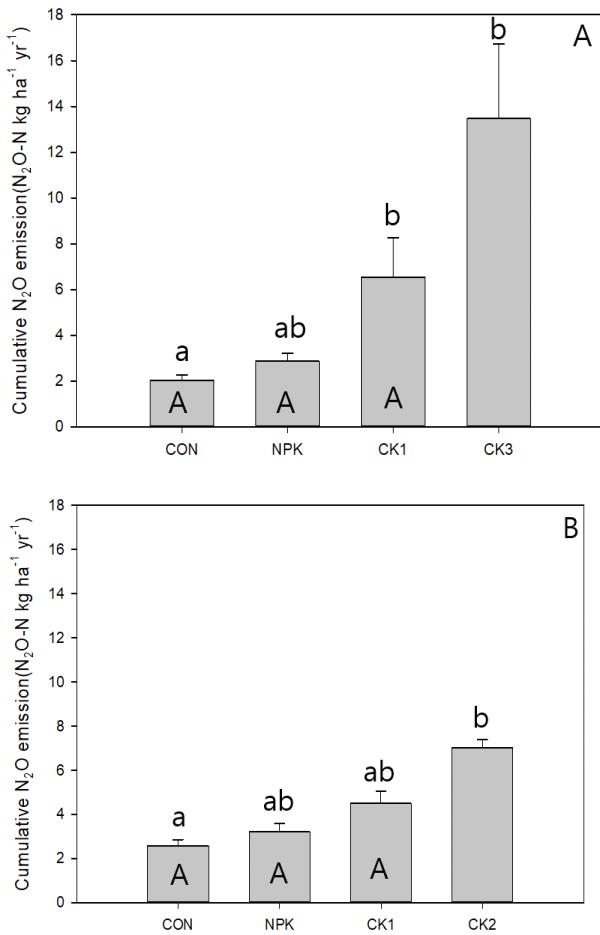 A
Cumulative N₂O emission(N₂O-N kg ha⁻¹ yr⁻¹)
18
16
14
12
10
8
6
4
2
0
a
ab
b
b
A
A
A
CON NPK CK1 CK3
B
Cumulative N₂O emission(N₂O-N kg ha⁻¹ yr⁻¹)
18
16
14
12
10
8
6
4
2
0
a
ab
ab
b
A
A
A
CON NPK CK1 CK2